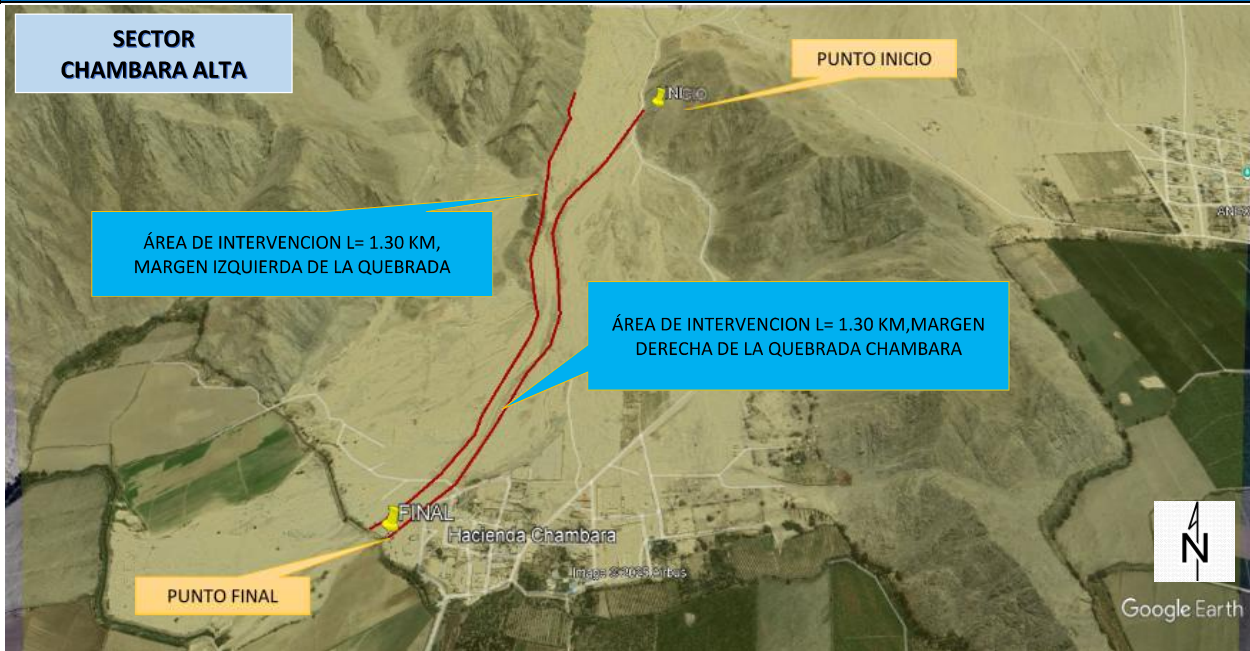 SECTOR
CHAMBARA ALTA
PUNTO INICIO
ÁREA DE INTERVENCION L= 1.30 KM,
MARGEN IZQUIERDA DE LA QUEBRADA
ÁREA DE INTERVENCION L= 1.30 KM,MARGEN
DERECHA DE LA QUEBRADA CHAMBARA
FINAL
Hacienda Chambara
PUNTO FINAL
N
Google Earth